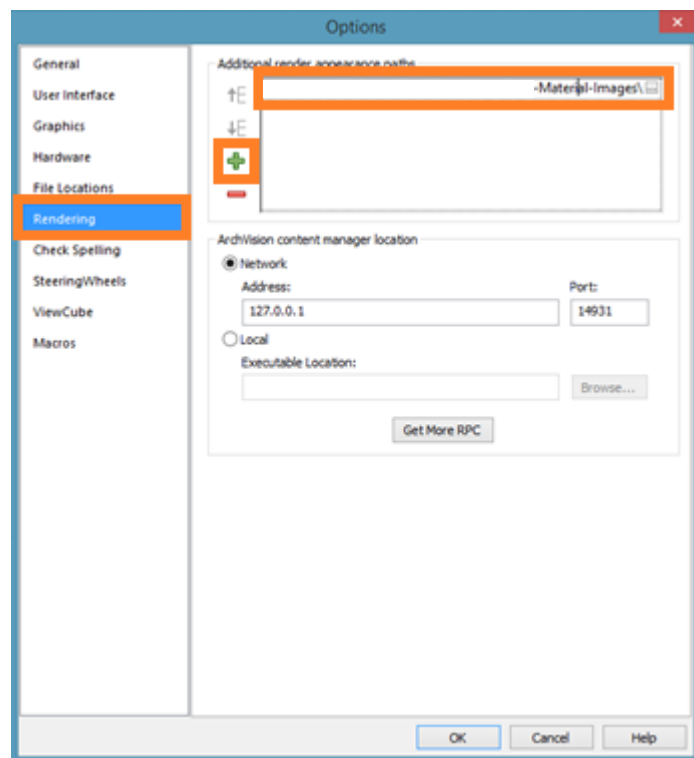 Options
General
User Interface
Graphics
Hardware
File Locations
Rendering
Check Spelling
SteeringWheels
ViewCube
Macros
Additional render appearance paths
-Material-Images\
ArchVision content manager location
Network
Address:
Port:
127.0.0.1
14931
Local
Executable Location:
Browse...
Get More RPC
OK
Cancel
Help